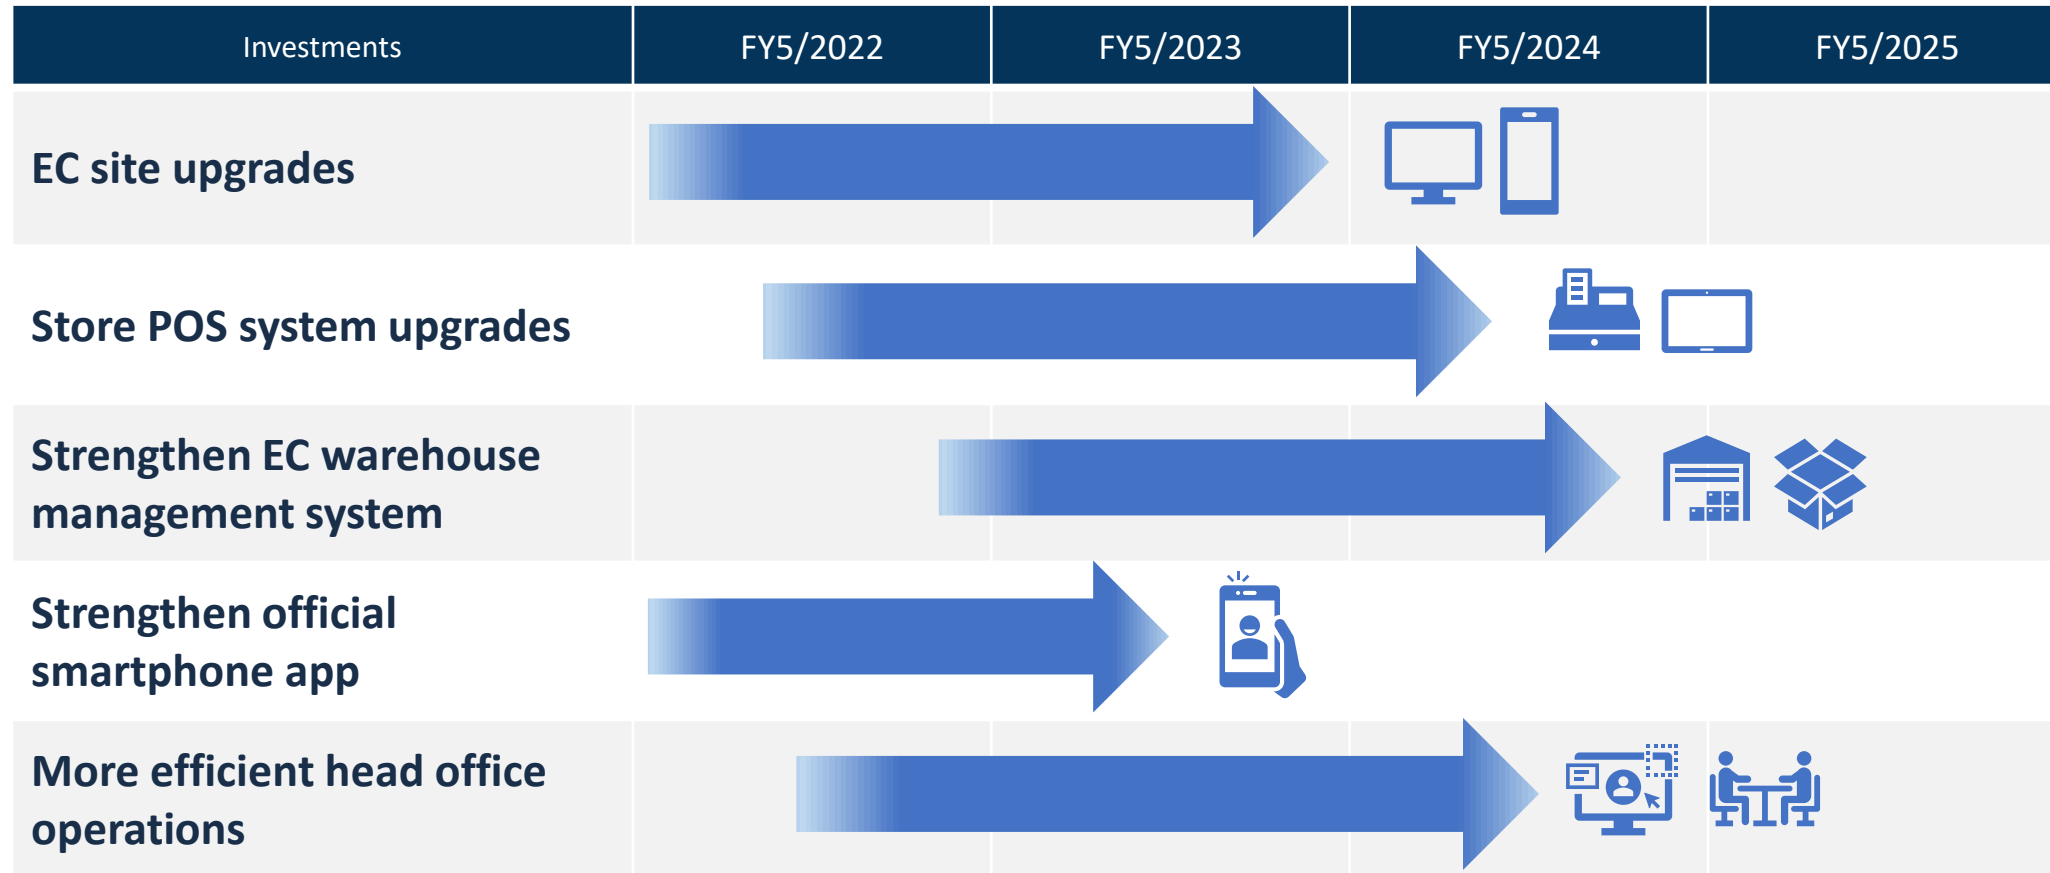 Investments FY5/2022 FY5/2023 FY5/2024 FY5/2025
EC site upgrades
Store POS system upgrades
Strengthen EC warehouse
management system
Strengthen official
smartphone app
More efficient head office
operations